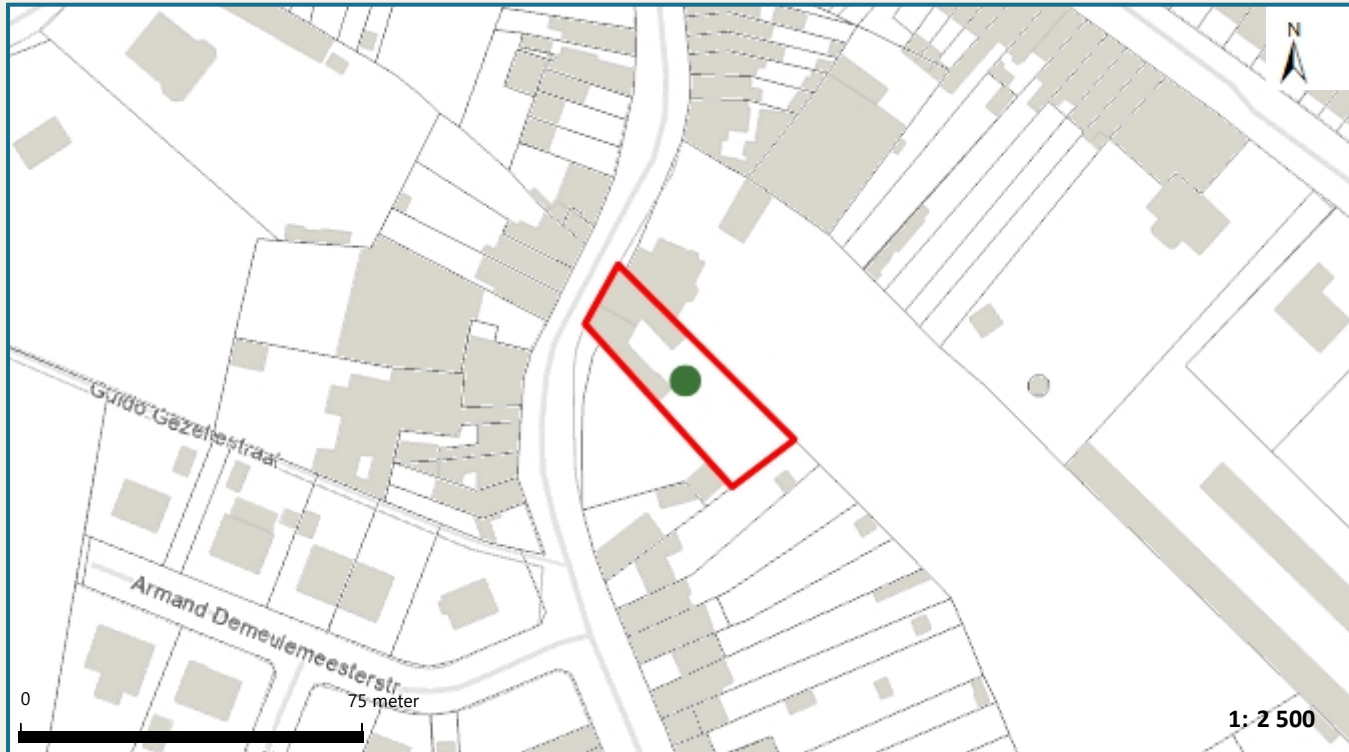 N
Guido Gezellestraat
Armand Demeulemeesterstr
0
75 meter
1: 2 500